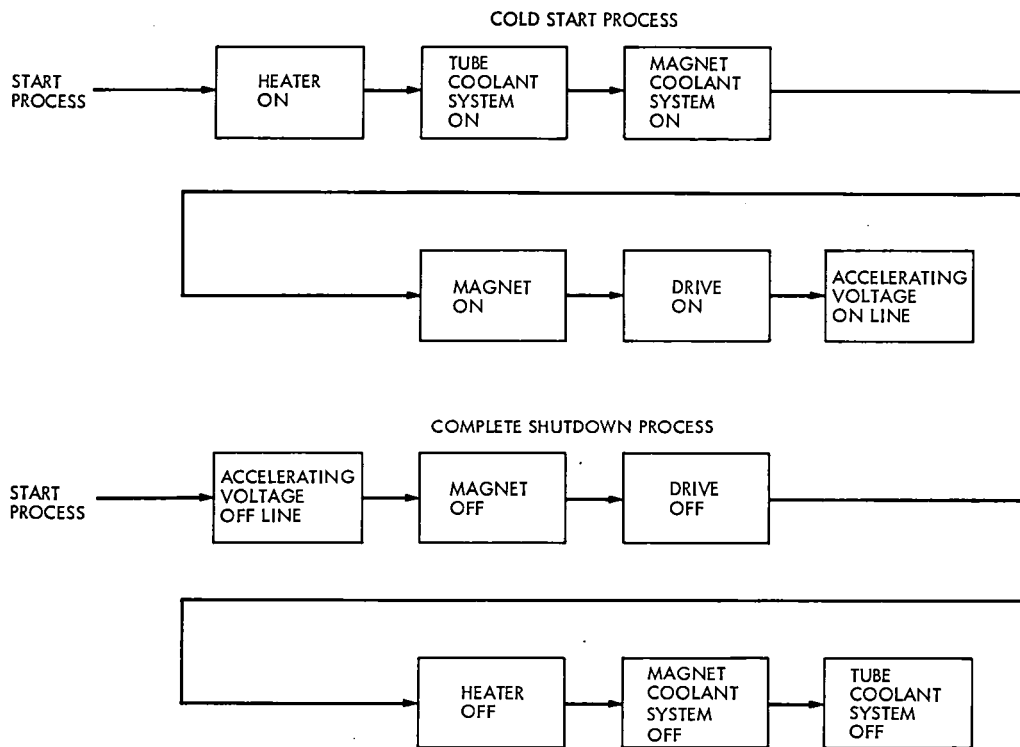 COLD START PROCESS
START
PROCESS
HEATER
ON
TUBE
COOLANT
SYSTEM
ON
MAGNET
COOLANT
SYSTEM
ON
MAGNET
ON
DRIVE
ON
ACCELERATING
VOLTAGE
ON LINE
COMPLETE SHUTDOWN PROCESS
START
PROCESS
ACCELERATING
VOLTAGE
OFF LINE
MAGNET
OFF
DRIVE
OFF
HEATER
OFF
MAGNET
COOLANT
SYSTEM
OFF
TUBE
COOLANT
SYSTEM
OFF